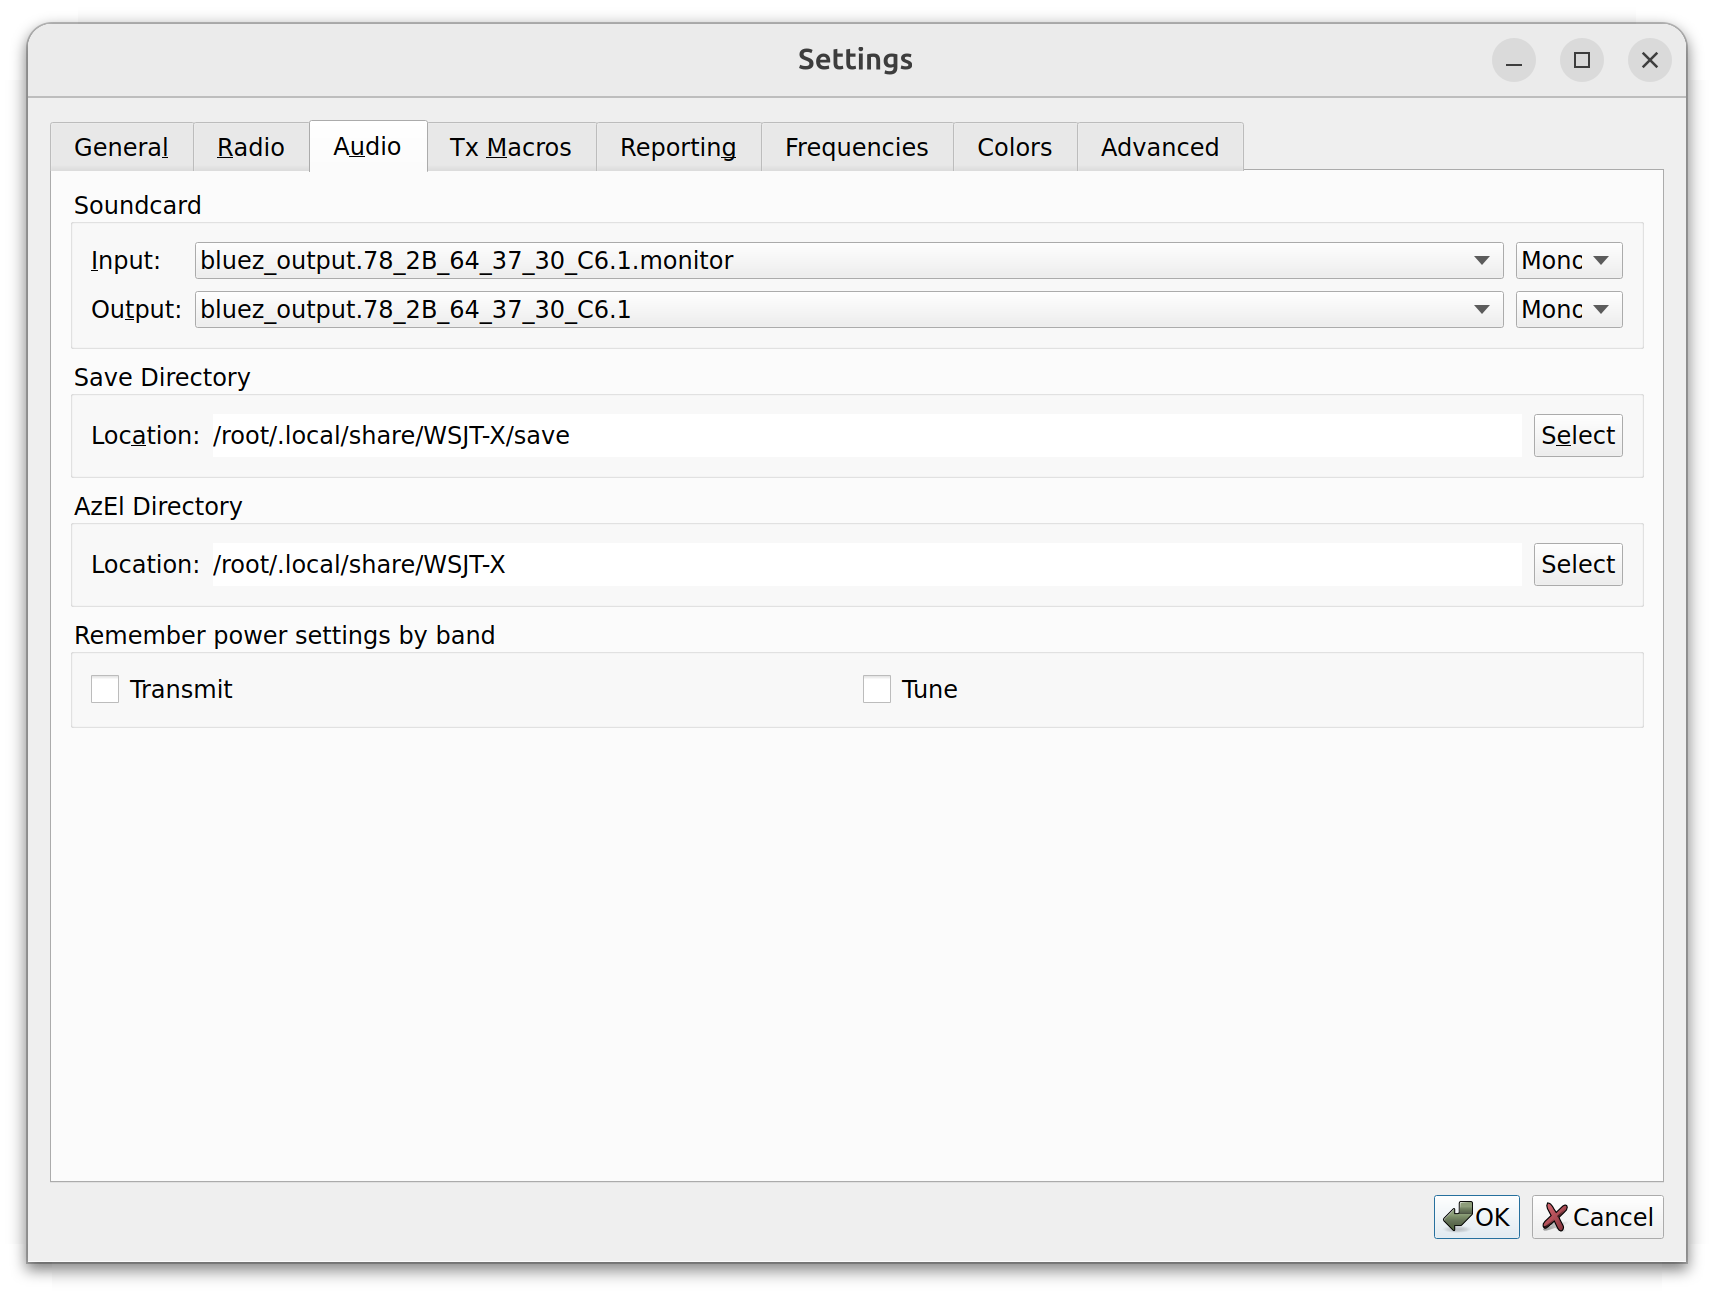 Settings
General Radio Audio Tx Macros Reporting Frequencies Colors Advanced
Soundcard
Input: bluez_output.78_2B_64_37_30_C6.1.monitor Mono
Output: bluez_output.78_2B_64_37_30_C6.1 Mono
Save Directory
Location: /root/.local/share/WSJT-X/save Select
AzEl Directory
Location: /root/.local/share/WSJT-X Select
Remember power settings by band
Transmit Tune
OK Cancel